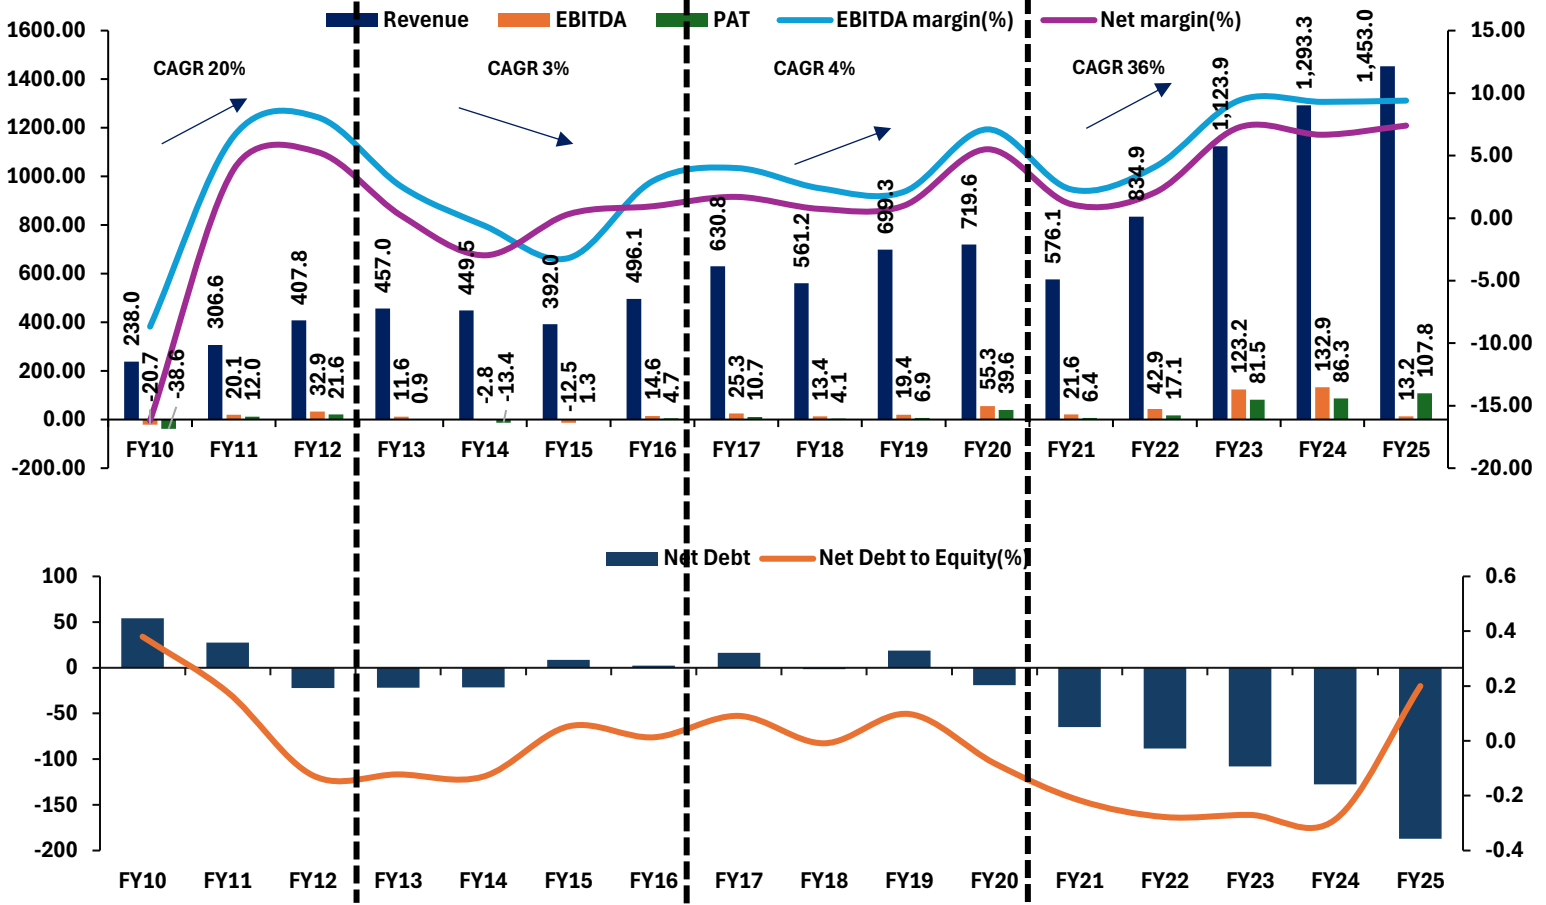 Revenue EBITDA PAT EBITDA margin(%) Net margin(%)
1600.00
1400.00
1200.00
1000.00
800.00
600.00
400.00
200.00
0.00
-200.00
15.00
10.00
5.00
0.00
-5.00
-10.00
-15.00
-20.00
CAGR 20%
CAGR 3%
CAGR 4%
CAGR 36%
238.0 -20.7 -38.6
306.6 20.1 12.0
407.8 32.9 21.6
457.0 11.6 0.9
449.5 -2.8 -13.4
392.0 -12.5 1.3
496.1 14.6 4.7
630.8 25.3 10.7
561.2 13.4 4.1
699.3 19.4 6.9
719.6 55.3 39.6
576.1 21.6 6.4
834.9 42.9 17.1
1,123.9 123.2 81.5
1,293.3 132.9 86.3
1,453.0 13.2 107.8
FY10 FY11 FY12 FY13 FY14 FY15 FY16 FY17 FY18 FY19 FY20 FY21 FY22 FY23 FY24 FY25
Net Debt Net Debt to Equity(%)
100
50
0
-50
-100
-150
-200
0.6
0.4
0.2
0.0
-0.2
-0.4
FY10 FY11 FY12 FY13 FY14 FY15 FY16 FY17 FY18 FY19 FY20 FY21 FY22 FY23 FY24 FY25